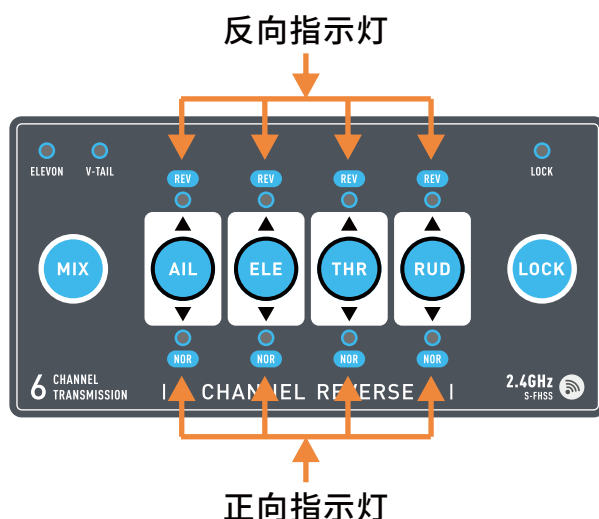 反向指示灯
ELEVON V-TAIL REV REV REV REV LOCK
MIX AIL ELE THR RUD LOCK
NOR NOR NOR NOR
6 CHANNEL TRANSMISSION
CHANNEL REVERSE
2.4GHz
S-FHSS
正向指示灯